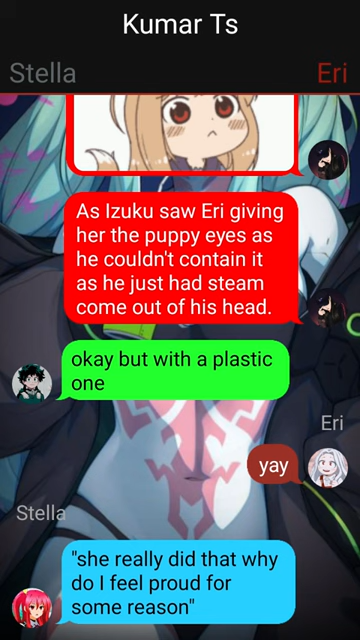 Kumar Ts
Stella
Eri
As Izuku saw Eri giving
her the puppy eyes as
he couldn't contain it
as he just had steam
come out of his head.
okay but with a plastic
one
Eri
yay
Stella
"she really did that why
do I feel proud for
some reason"